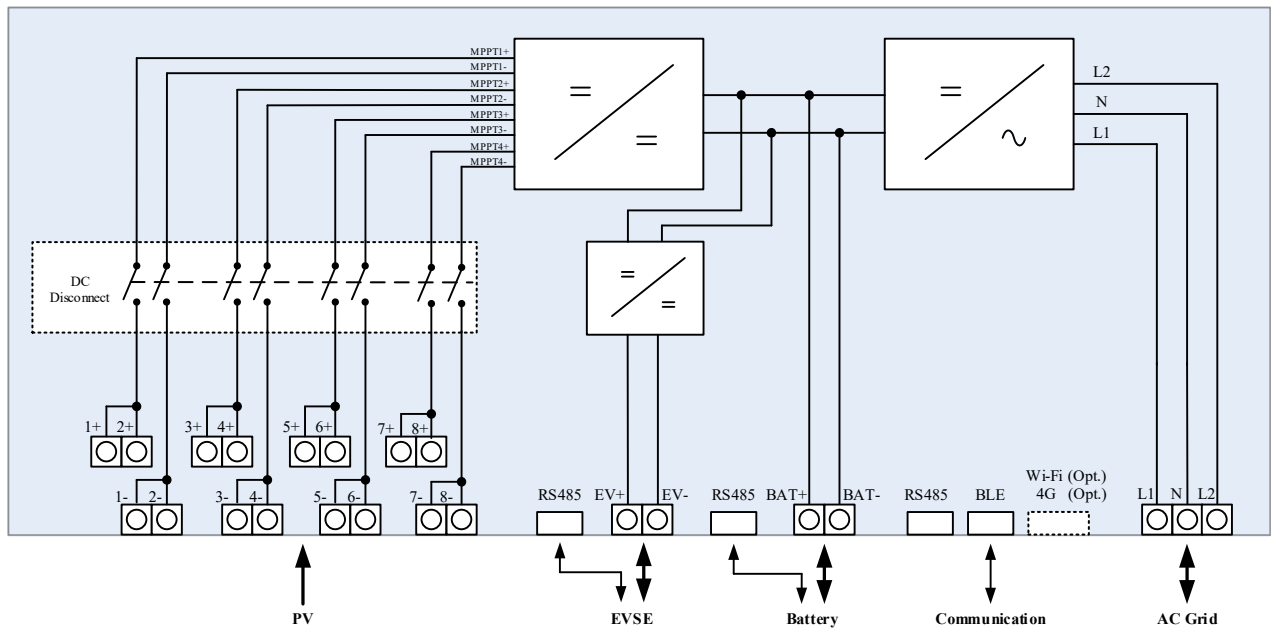 MPPT1+
MPPT1-
MPPT2+
MPPT2-
MPPT3+
MPPT3-
MPPT4+
MPPT4-
L2
N
L1
DC
Disconnect
1+ 2+ 3+ 4+ 5+ 6+ 7+ 8+
1- 2- 3- 4- 5- 6- 7- 8-
RS485 EV+ EV-
RS485 BAT+ BAT-
RS485 BLE
Wi-Fi (Opt.)
4G (Opt.)
L1 N L2
PV EVSE Battery Communication AC Grid